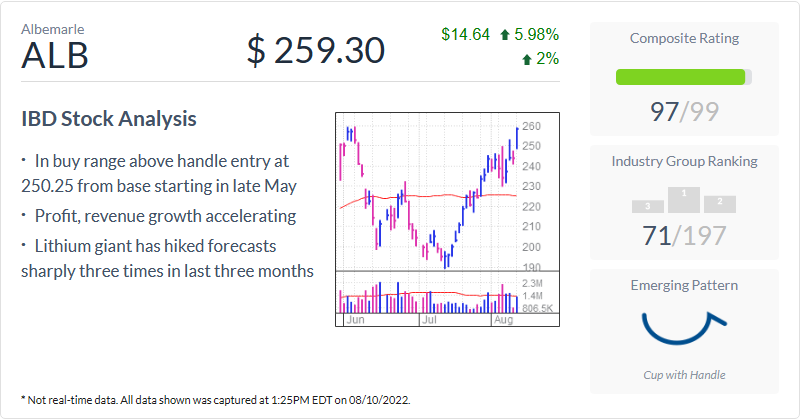 Albemarle
ALB
$ 259.30
$14.64 5.98%
2%
IBD Stock Analysis
· In buy range above handle entry at
250.25 from base starting in late May
· Profit, revenue growth accelerating
· Lithium giant has hiked forecasts
sharply three times in last three months
260
250
240
230
220
210
200
190
2.3M
1.4M
806.5K
Jun Jul Aug
Composite Rating
97/99
Industry Group Ranking
3 1 2
71/197
Emerging Pattern
Cup with Handle
* Not real-time data. All data shown was captured at 1:25PM EDT on 08/10/2022.